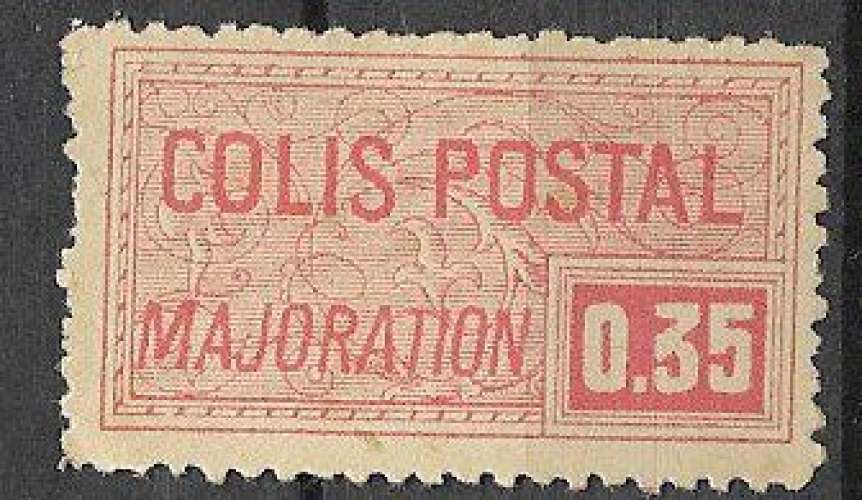 COLIS POSTAL
MAJORATION
0.35